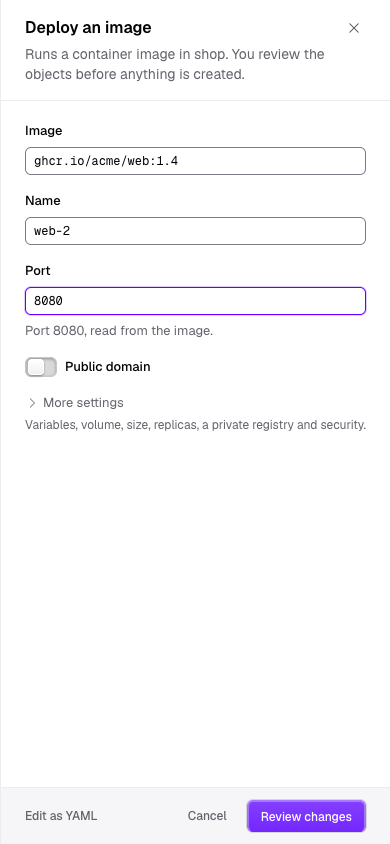 Deploy an image
Runs a container image in shop. You review the
objects before anything is created.
Image
ghcr.io/acme/web:1.4
Name
web-2
Port
8080
Port 8080, read from the image.
Public domain
More settings
Variables, volume, size, replicas, a private registry and security.
Edit as YAML
Cancel
Review changes